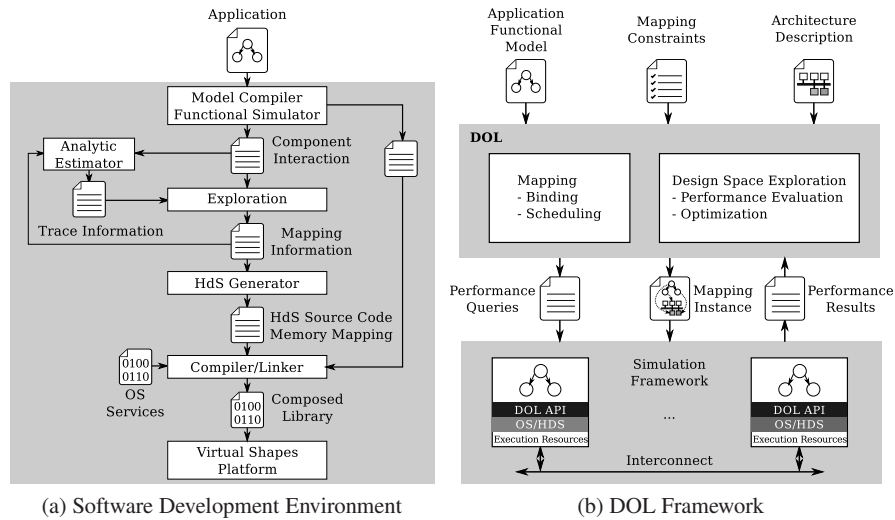 Application
Model Compiler
Functional Simulator
Analytic
Estimator
Component
Interaction
Exploration
Trace Information
Mapping
Information
HdS Generator
HdS Source Code
Memory Mapping
Compiler/Linker
0100
0110
OS
Services
0100
0110
Composed
Library
Virtual Shapes
Platform
(a) Software Development Environment
Application
Functional
Model
Mapping
Constraints
Architecture
Description
DOL
Mapping
- Binding
- Scheduling
Design Space Exploration
- Performance Evaluation
- Optimization
Performance
Queries
Mapping
Instance
Performance
Results
Simulation
Framework
...
DOL API
OS/HDS
Execution Resources
DOL API
OS/HDS
Execution Resources
Interconnect
(b) DOL Framework